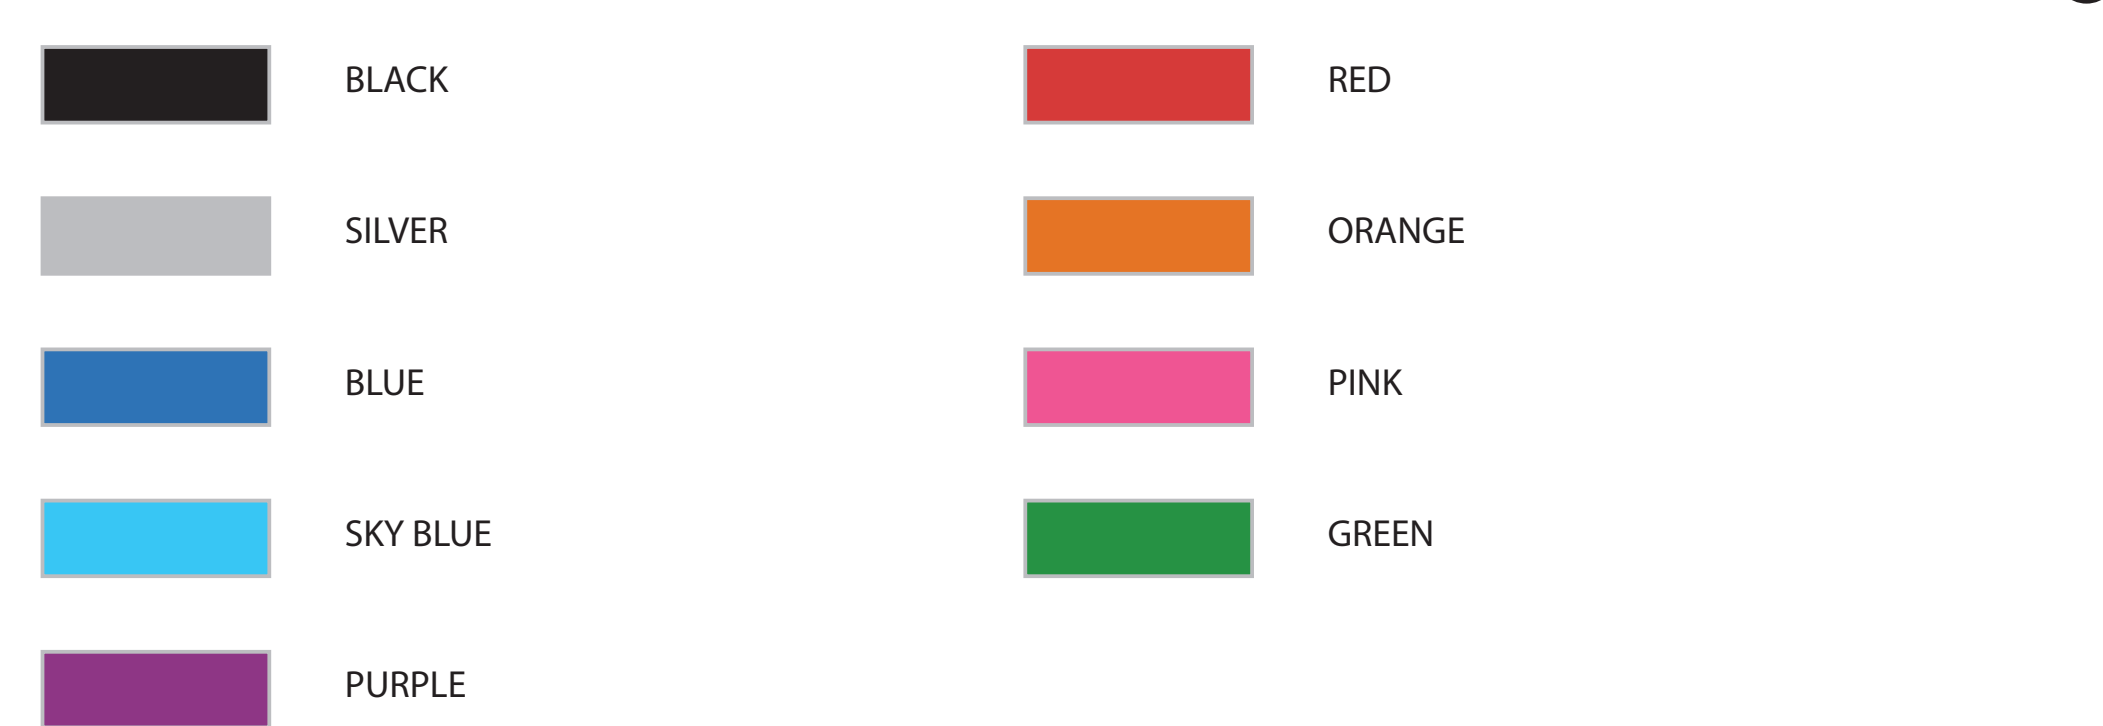 BLACK
SILVER
BLUE
SKY BLUE
PURPLE
RED
ORANGE
PINK
GREEN